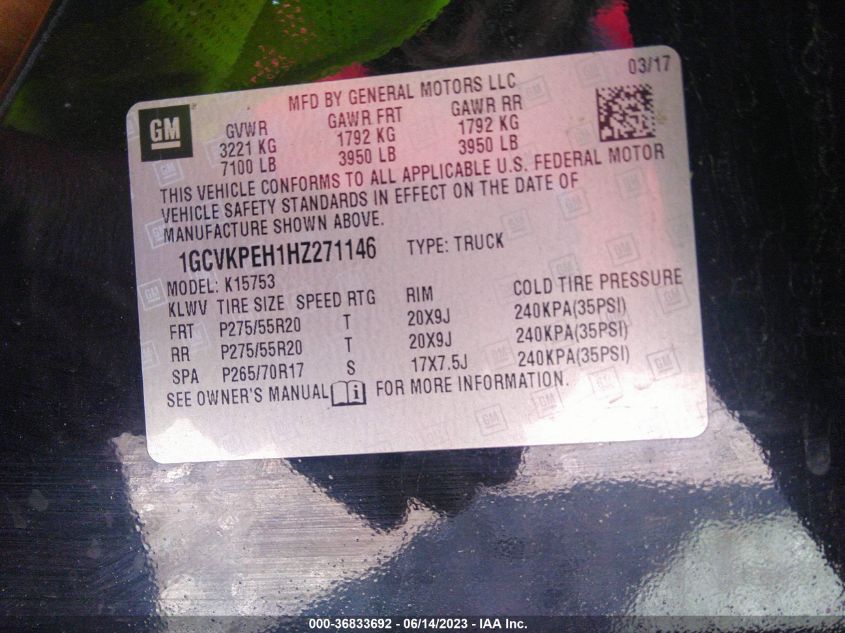 GM
MFD BY GENERAL MOTORS LLC 03/17
GVWR GAWR FRT GAWR RR
3221 KG 1792 KG 1792 KG
7100 LB 3950 LB 3950 LB
THIS VEHICLE CONFORMS TO ALL APPLICABLE U.S. FEDERAL MOTOR
VEHICLE SAFETY STANDARDS IN EFFECT ON THE DATE OF
MANUFACTURE SHOWN ABOVE.
1GCVKPEH1HZ271146 TYPE: TRUCK
MODEL: K15753
KLWV TIRE SIZE SPEED RTG RIM COLD TIRE PRESSURE
FRT P275/55R20 T 20X9J 240KPA(35PSI)
RR P275/55R20 T 20X9J 240KPA(35PSI)
SPA P265/70R17 S 17X7.5J 240KPA(35PSI)
SEE OWNER'S MANUAL i FOR MORE INFORMATION.
000-36833692 - 06/14/2023 - IAA Inc.